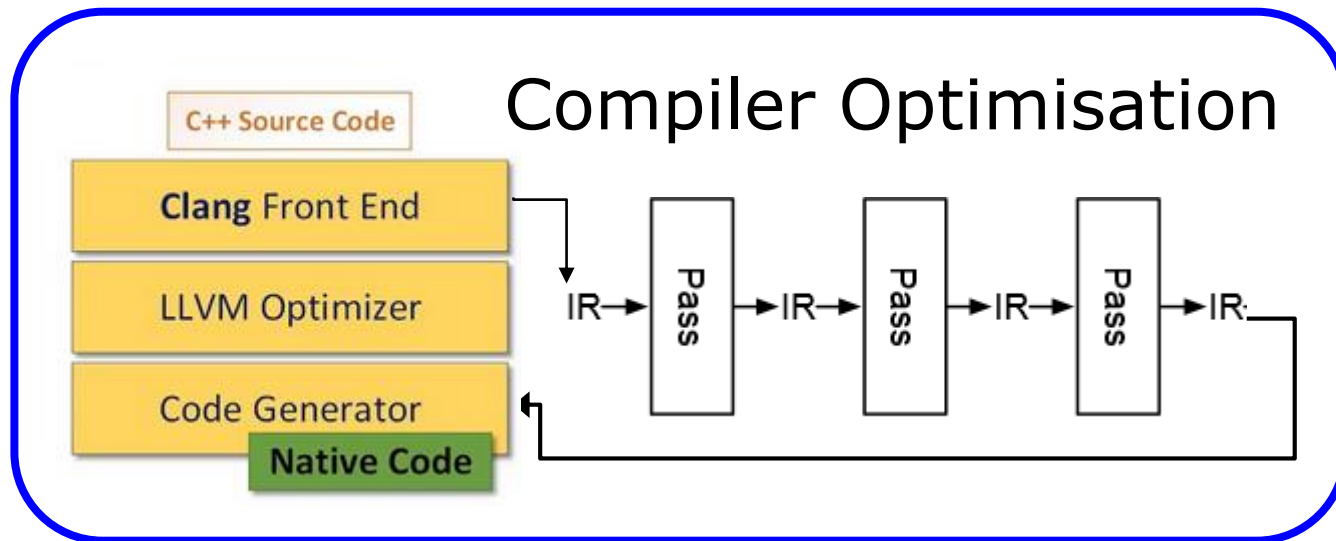 Compiler Optimisation
C++ Source Code
Clang Front End
LLVM Optimizer
Code Generator
Native Code
IR
Pass
IR
Pass
IR
Pass
IR